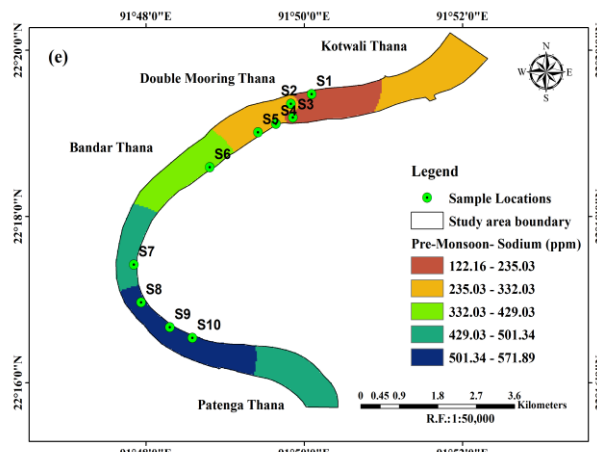 91°48'0"E 91°50'0"E 91°52'0"E
(e)
Kotwali Thana
22°20'0"N
N
W E
S
Double Mooring Thana
S1
S2
S3
S4
S5
Bandar Thana
S6
Legend
Sample Locations
Study area boundary
22°18'0"N
Pre-Monsoon- Sodium (ppm)
122.16 - 235.03
235.03 - 332.03
332.03 - 429.03
429.03 - 501.34
501.34 - 571.89
S7
S8
S9
S10
22°16'0"N
Patenga Thana
0 0.45 0.9 1.8 2.7 3.6
Kilometers
R.F.: 1:50,000